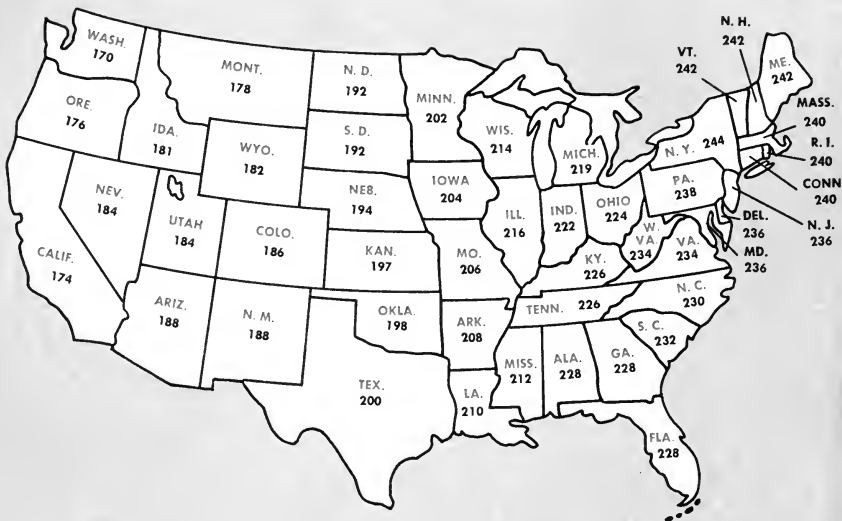 WASH.
170
ORE.
176
CALIF.
174
NEV.
184
IDA.
181
MONT.
178
WYO.
182
UTAH
184
COLO.
186
ARIZ.
188
N. M.
188
N. D.
192
S. D.
192
NEB.
194
KAN.
197
OKLA.
198
TEX.
200
MINN.
202
IOWA
204
MO.
206
ARK.
208
LA.
210
WIS.
214
ILL.
216
MICH.
219
IND.
222
OHIO
224
KY.
226
TENN. 226
MISS.
212
ALA.
228
GA.
228
FLA.
228
S. C.
232
N. C.
230
VA.
234
W.
VA.
234
PA.
238
N. Y. 244
VT.
242
N. H.
242
ME.
242
MASS.
240
R. I.
240
CONN
240
N. J.
236
DEL.
236
MD.
236